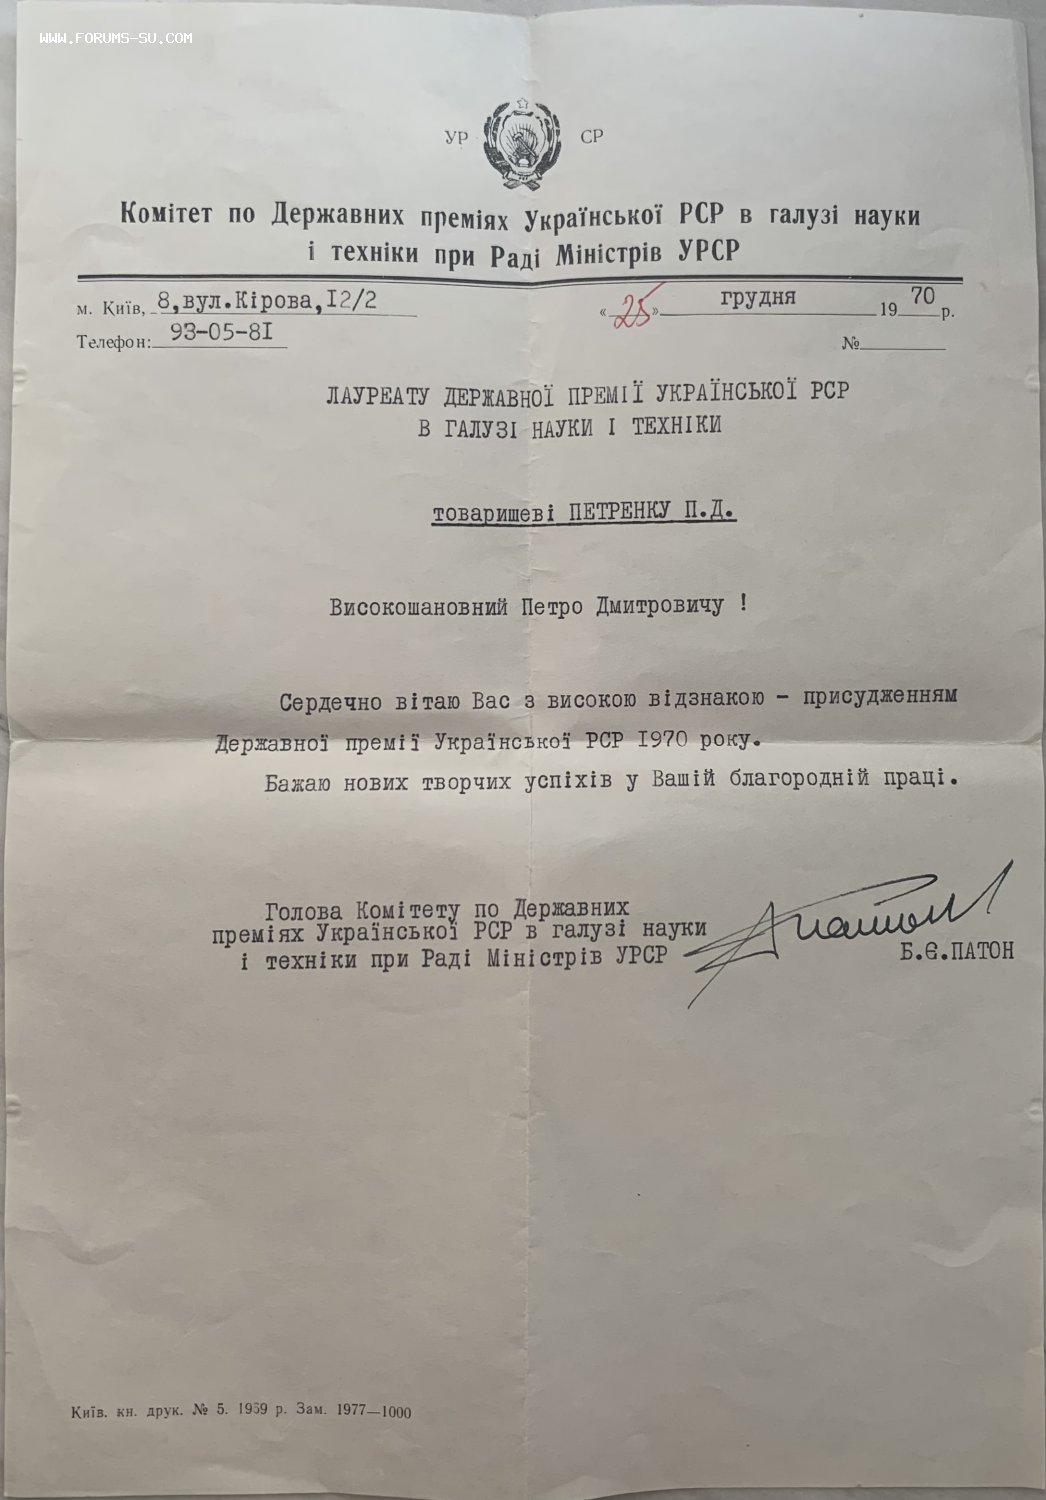 WWW.FORUMS-SU.COM
УР СР
Комітет по Державних преміях Української РСР в галузі науки
і техніки при Раді Міністрів УРСР
м. Київ, 8,вул.Кірова,I2/2 «25» грудня 1970 р.
Телефон: 93-05-8I №
ЛАУРЕАТУ ДЕРЖАВНОЇ ПРЕМІЇ УКРАЇНСЬКОЇ РСР
В ГАЛУЗІ НАУКИ І ТЕХНІКИ
товаришеві ПЕТРЕНКУ П.Д.
Високошановний Петро Дмитровичу !
Сердечно вітаю Вас з високою відзнакою - присудженням
Державної премії Української РСР I970 року.
Бажаю нових творчих успіхів у Вашій благородній праці.
Голова Комітету по Державних
преміях Української РСР в галузі науки
і техніки при Раді Міністрів УРСР
Б.Є.ПАТОН
Київ. кн. друк. № 5. 1969 р. Зам. 1977—1000